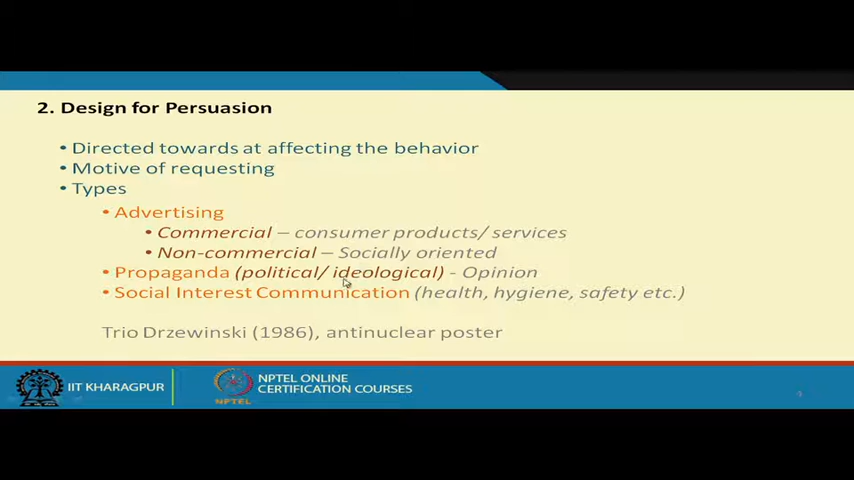 2. Design for Persuasion
• Directed towards at affecting the behavior
• Motive of requesting
• Types
• Advertising
• Commercial – consumer products/ services
• Non-commercial – Socially oriented
• Propaganda (political/ ideological) - Opinion
• Social Interest Communication (health, hygiene, safety etc.)
Trio Drzewinski (1986), antinuclear poster
IIT KHARAGPUR
NPTEL
NPTEL ONLINE
CERTIFICATION COURSES